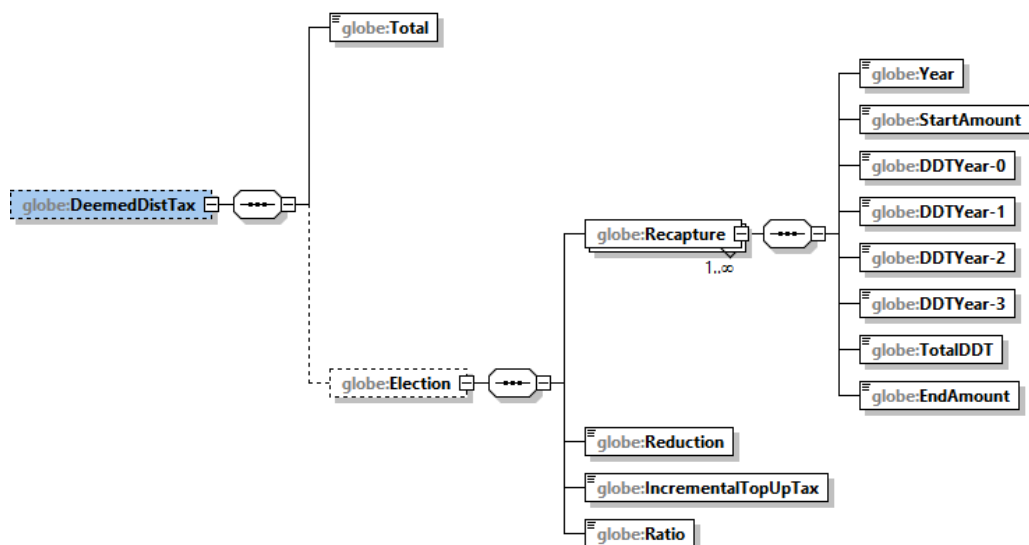 globe:Total
globe:Year
globe:StartAmount
globe:DDTYear-0
globe:DeemedDistTax
globe:DDTYear-1
globe:Recapture
1..∞
globe:DDTYear-2
globe:DDTYear-3
globe:TotalDDT
globe:Election
globe:EndAmount
globe:Reduction
globe:IncrementalTopUpTax
globe:Ratio